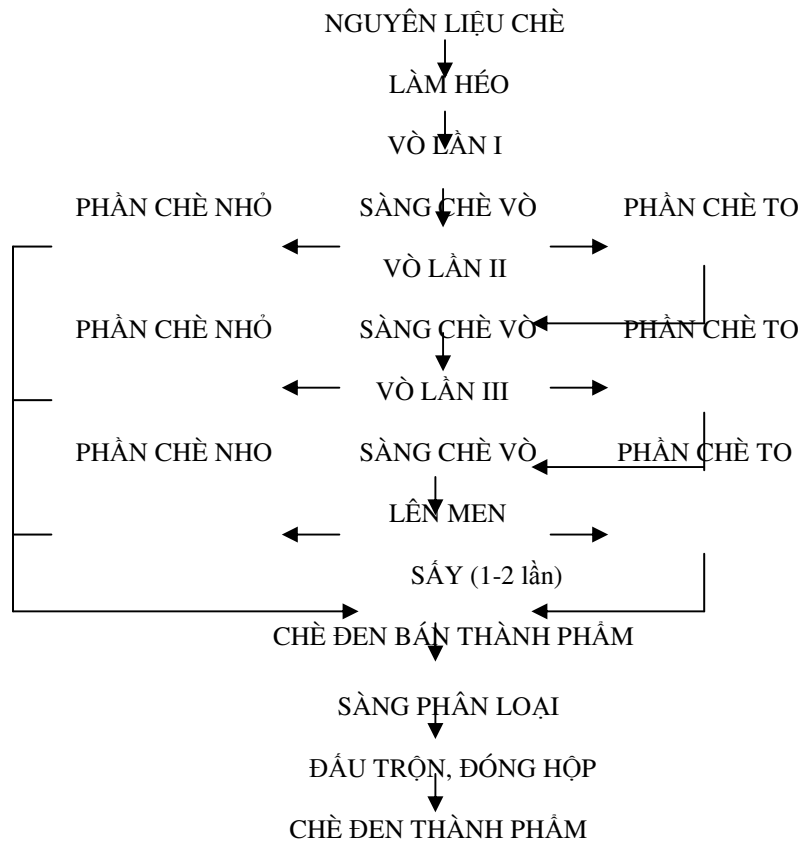 NGUYÊN LIỆU CHÈ
LÀM HÉO
VÒ LẦN I
PHẦN CHÈ NHỎ SÀNG CHÈ VÒ PHẦN CHÈ TO
VÒ LẦN II
PHẦN CHÈ NHỎ SÀNG CHÈ VÒ PHẦN CHÈ TO
VÒ LẦN III
PHẦN CHÈ NHO SÀNG CHÈ VÒ PHẦN CHÈ TO
LÊN MEN
SẤY (1-2 lần)
CHÈ ĐEN BÁN THÀNH PHẨM
SÀNG PHÂN LOẠI
ĐẤU TRỘN, ĐÓNG HỘP
CHÈ ĐEN THÀNH PHẨM